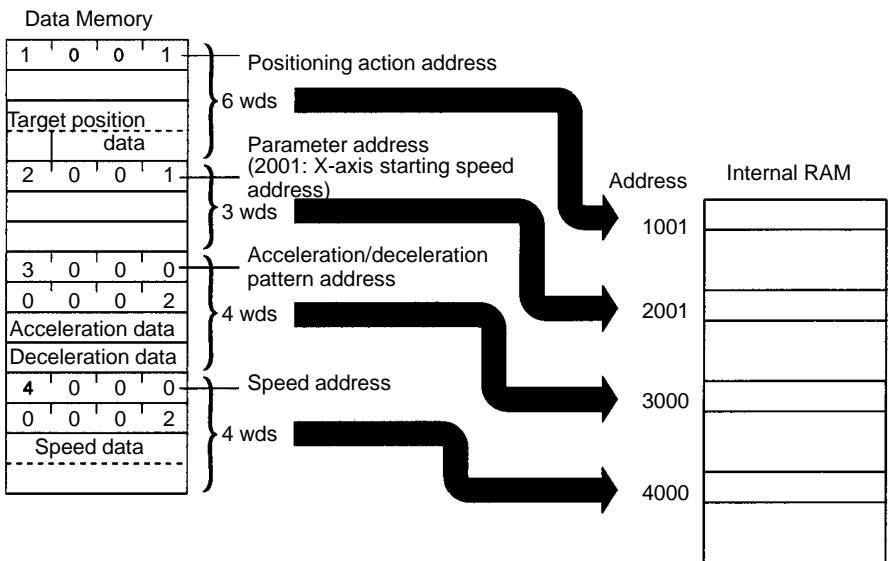 Data Memory
1 0 0 1
Target position
data
2 0 0 1
3 0 0 0
0 0 0 2
Acceleration data
Deceleration data
4 0 0 0
0 0 0 2
Speed data
Positioning action address
6 wds
Parameter address
(2001: X-axis starting speed
address)
3 wds
Acceleration/deceleration
pattern address
4 wds
Speed address
4 wds
Address
1001
2001
3000
4000
Internal RAM